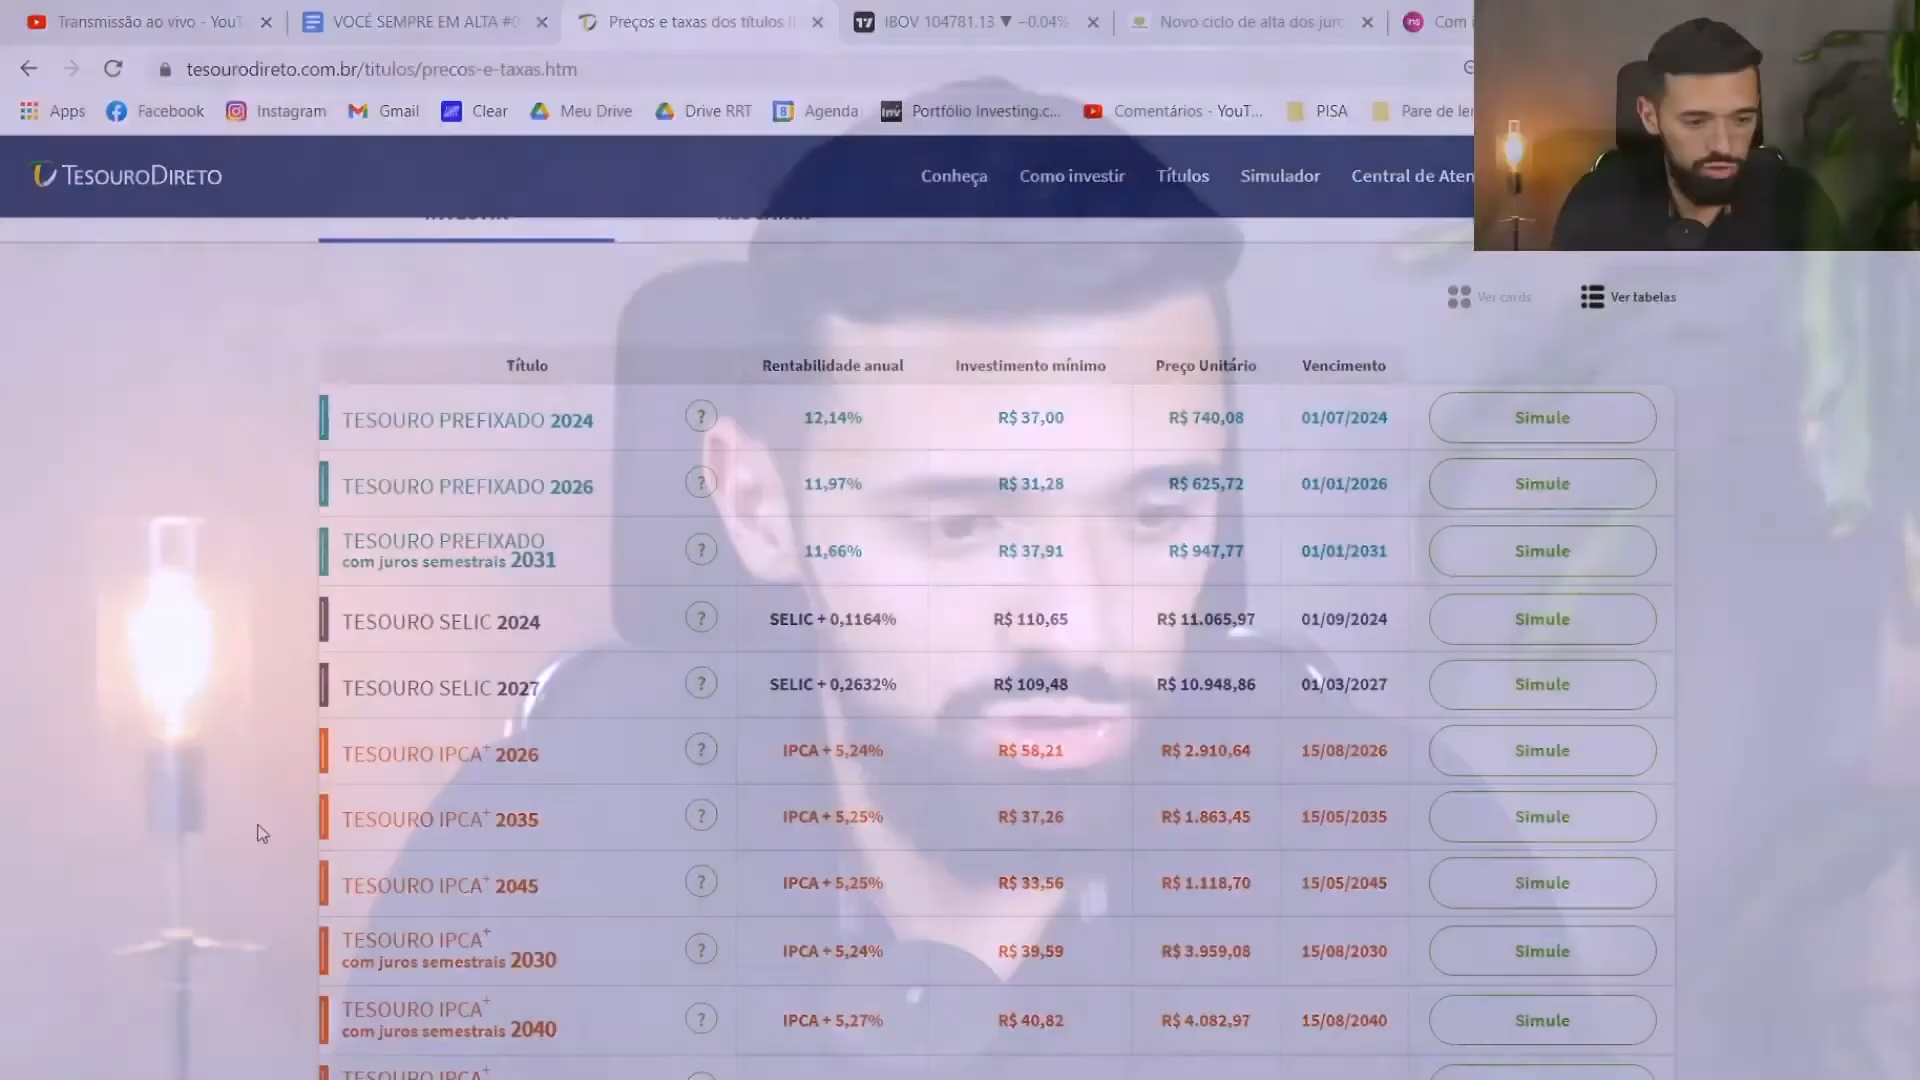 Transmissão ao vivo - YouT
VOCÊ SEMPRE EM ALTA #0
Preços e taxas dos títulos
IBOV 104781.13 ▼ −0.04%
Novo ciclo de alta dos jur
Com i
tesourodireto.com.br/titulos/precos-e-taxas.htm
Apps
Facebook
Instagram
Gmail
Clear
Meu Drive
Drive RRT
Agenda
Portfólio Investing.c...
Comentários - YouT...
PISA
Pare de ler
TESOURODIRETO
Conheça
Como investir
Títulos
Simulador
Central de Aten
Ver cards
Ver tabelas
Título Rentabilidade anual Investimento mínimo Preço Unitário Vencimento
TESOURO PREFIXADO 2024 ? 12,14% R$ 37,00 R$ 740,08 01/07/2024 Simule
TESOURO PREFIXADO 2026 ? 11,97% R$ 31,28 R$ 625,72 01/01/2026 Simule
TESOURO PREFIXADO
com juros semestrais 2031 ? 11,66% R$ 37,91 R$ 947,77 01/01/2031 Simule
TESOURO SELIC 2024 ? SELIC + 0,1164% R$ 110,65 R$ 11.065,97 01/09/2024 Simule
TESOURO SELIC 2027 ? SELIC + 0,2632% R$ 109,48 R$ 10.948,86 01/03/2027 Simule
TESOURO IPCA+ 2026 ? IPCA + 5,24% R$ 58,21 R$ 2.910,64 15/08/2026 Simule
TESOURO IPCA+ 2035 ? IPCA + 5,25% R$ 37,26 R$ 1.863,45 15/05/2035 Simule
TESOURO IPCA+ 2045 ? IPCA + 5,25% R$ 33,56 R$ 1.118,70 15/05/2045 Simule
TESOURO IPCA+
com juros semestrais 2030 ? IPCA + 5,24% R$ 39,59 R$ 3.959,08 15/08/2030 Simule
TESOURO IPCA+
com juros semestrais 2040 ? IPCA + 5,27% R$ 40,82 R$ 4.082,97 15/08/2040 Simule
TESOURO IPCA+